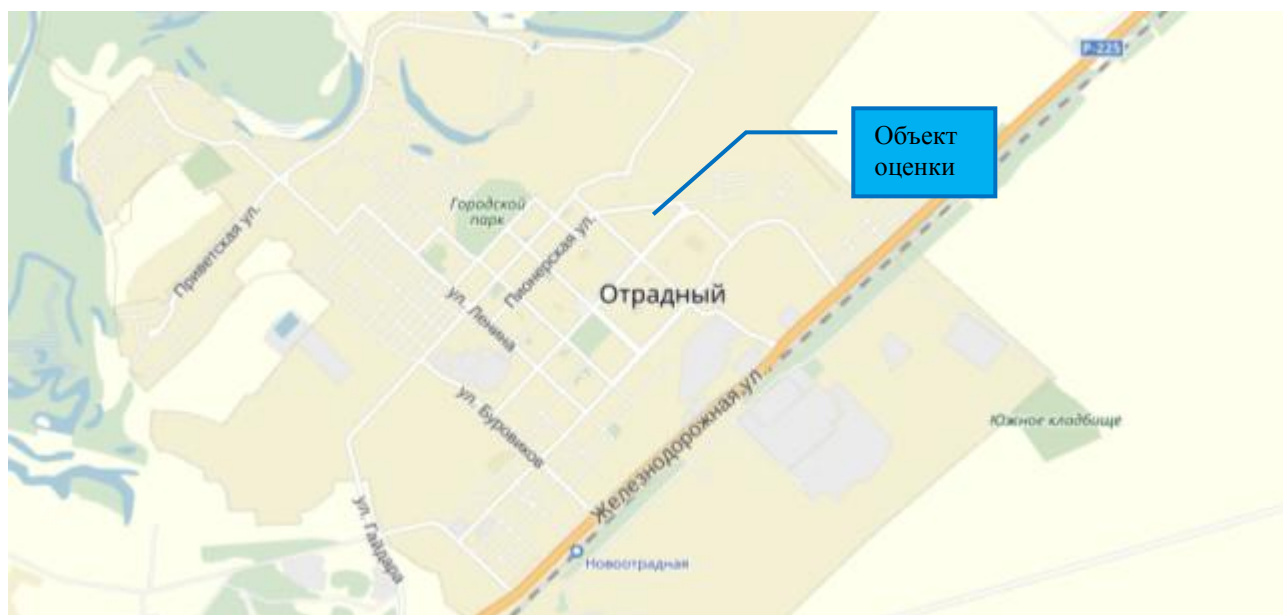 Р-225
Объект
оценки
Городской
парк
Приветская ул.
Пионерская ул.
Отрадный
ул. Ленина
ул. Буровиков
Железнодорожная ул.
Южное кладбище
ул. Гайдара
Новоотрадная